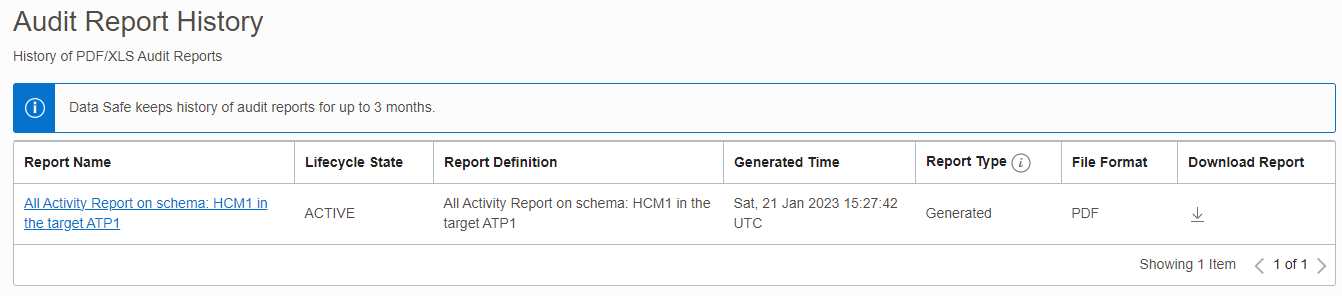 Audit Report History
History of PDF/XLS Audit Reports
Data Safe keeps history of audit reports for up to 3 months.
Report Name Lifecycle State Report Definition Generated Time Report Type File Format Download Report
All Activity Report on schema: HCM1 in the target ATP1
ACTIVE
All Activity Report on schema: HCM1 in the target ATP1
Sat, 21 Jan 2023 15:27:42 UTC
Generated
PDF
Showing 1 Item 1 of 1